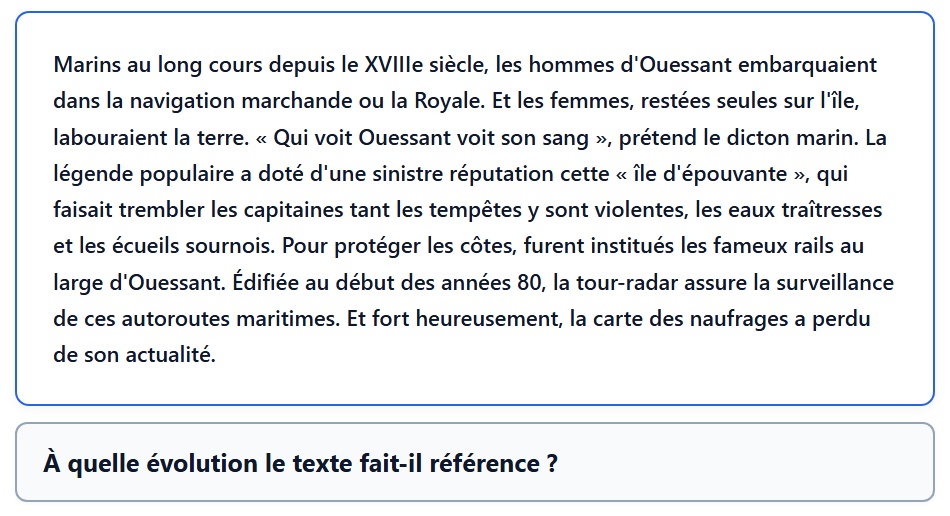 Marins au long cours depuis le XVIIIe siècle, les hommes d'Ouessant embarquaient
dans la navigation marchande ou la Royale. Et les femmes, restées seules sur l'île,
labouraient la terre. « Qui voit Ouessant voit son sang », prétend le dicton marin. La
légende populaire a doté d'une sinistre réputation cette « île d'épouvante », qui
faisait trembler les capitaines tant les tempêtes y sont violentes, les eaux traîtresses
et les écueils sournois. Pour protéger les côtes, furent institués les fameux rails au
large d'Ouessant. Édifiée au début des années 80, la tour-radar assure la surveillance
de ces autoroutes maritimes. Et fort heureusement, la carte des naufrages a perdu
de son actualité.
À quelle évolution le texte fait-il référence ?